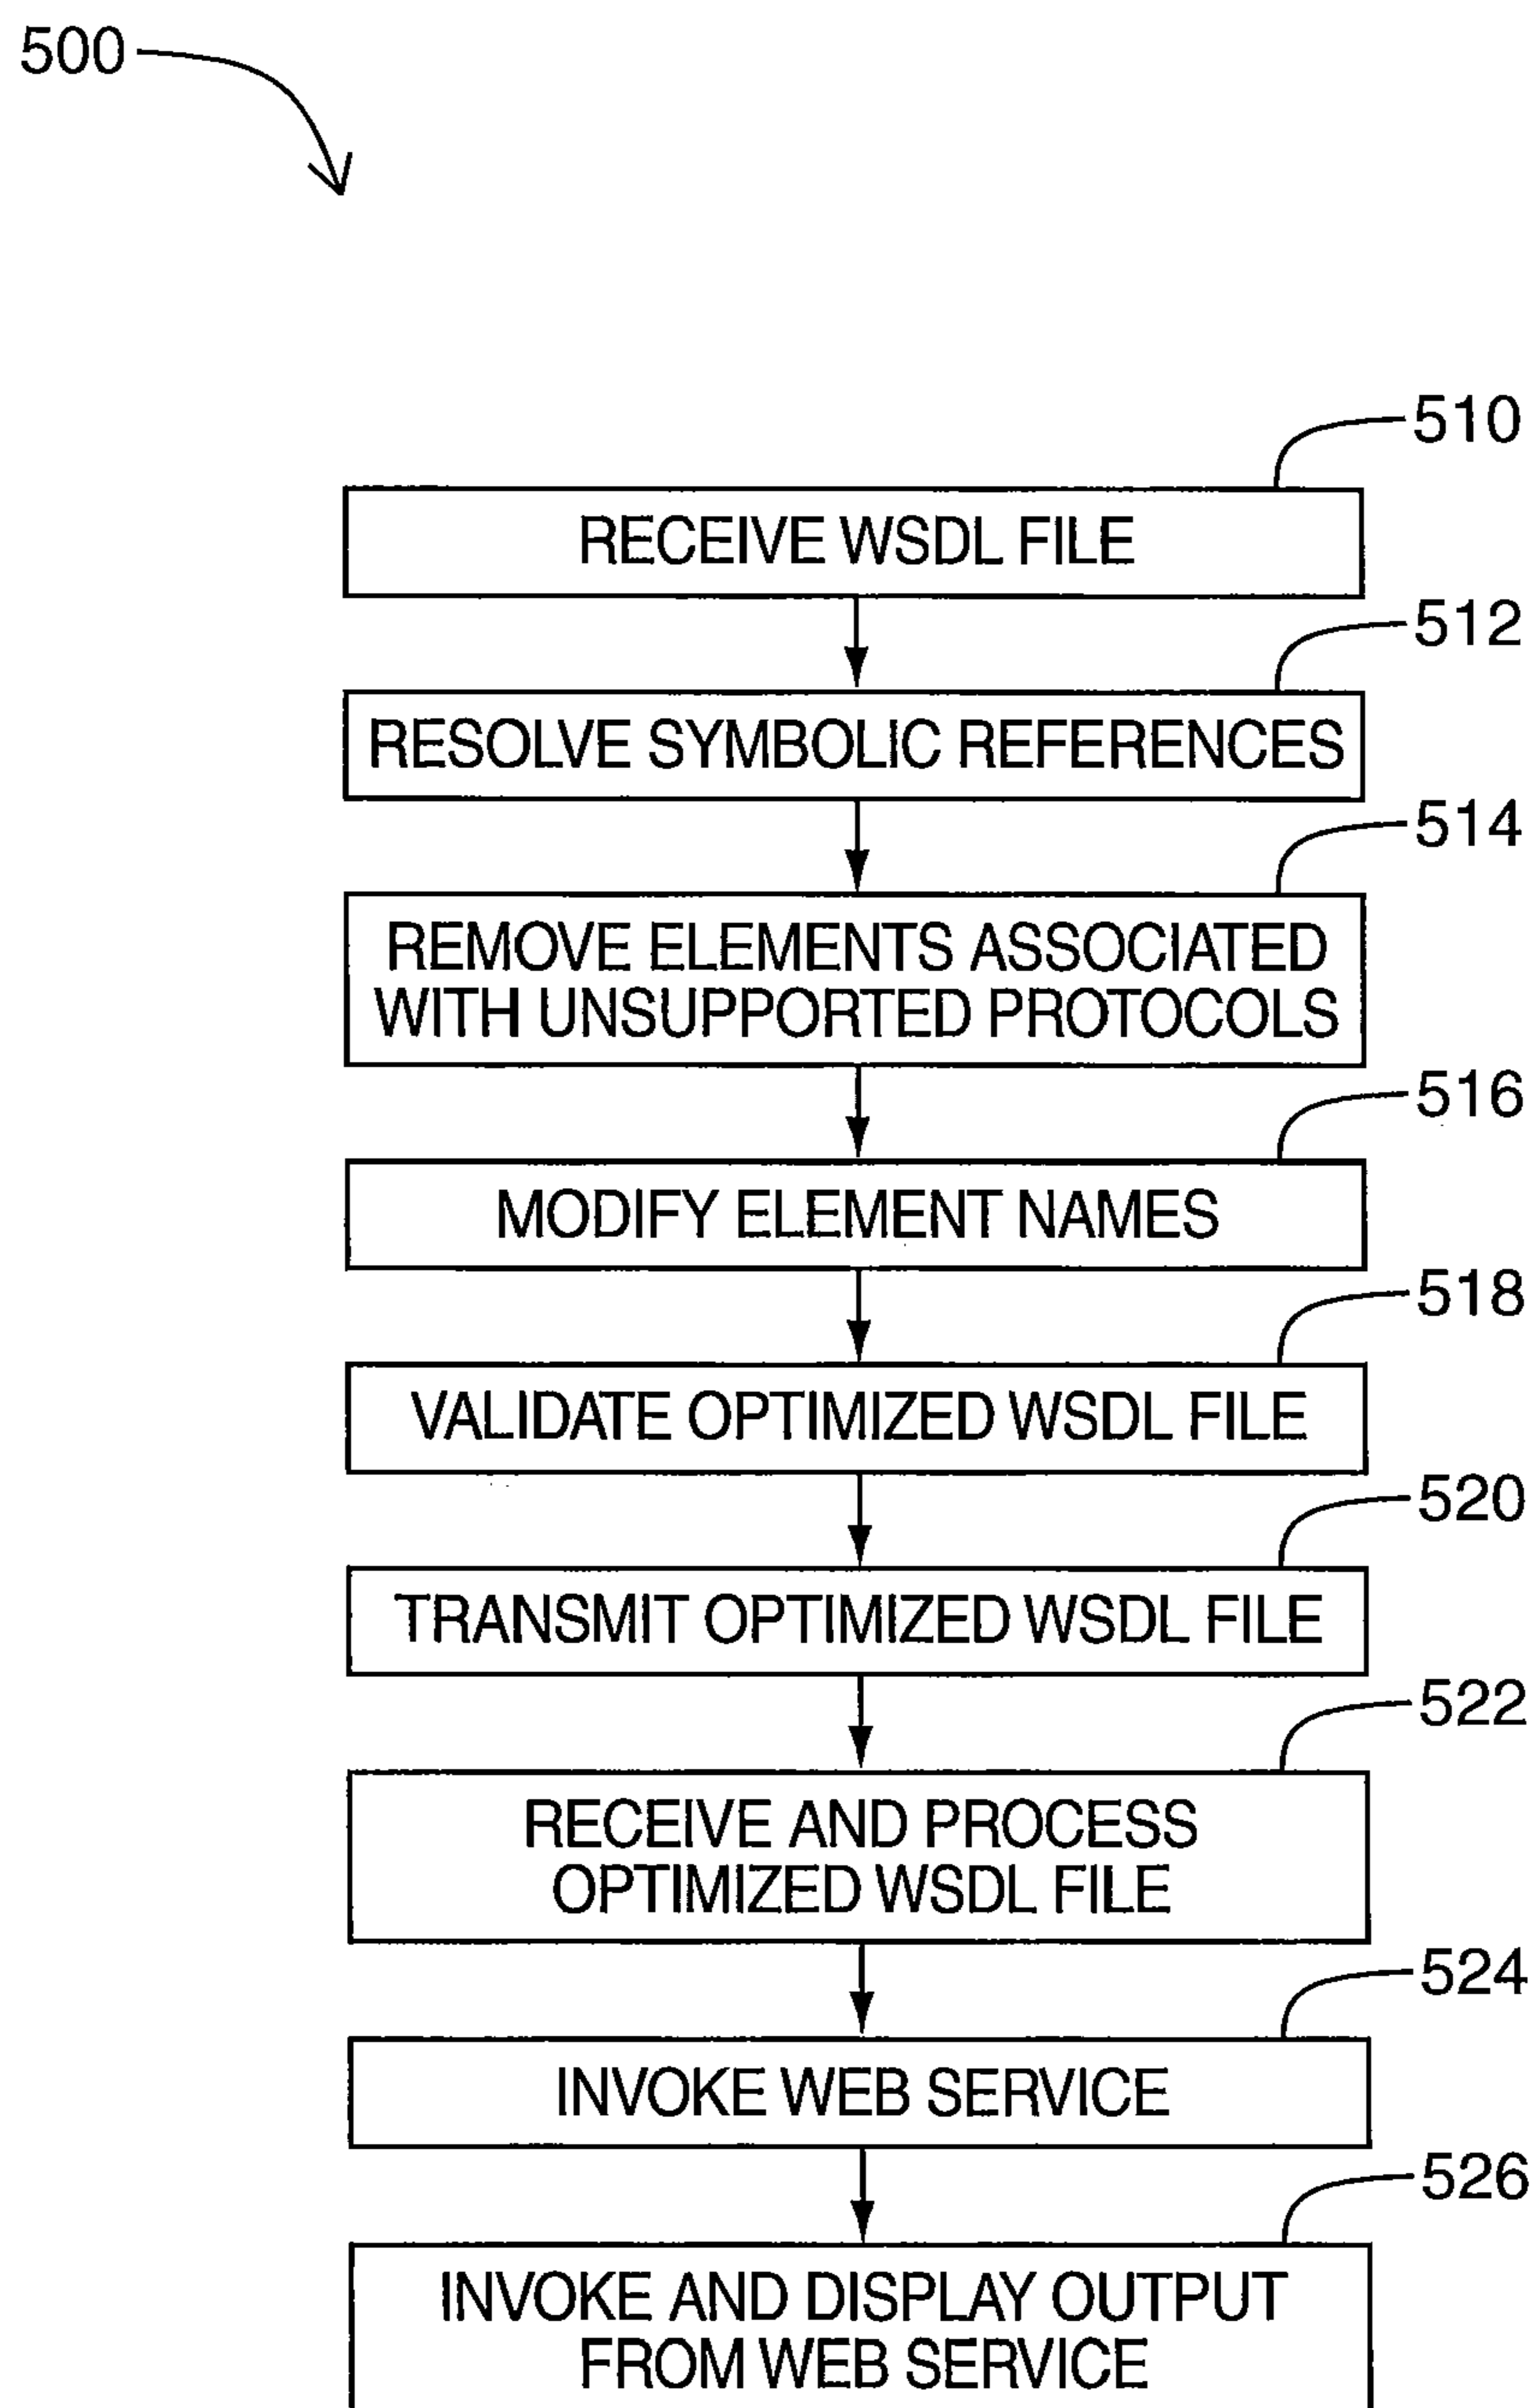 500
510
RECEIVE WSDL FILE
512
RESOLVE SYMBOLIC REFERENCES
514
REMOVE ELEMENTS ASSOCIATED
WITH UNSUPPORTED PROTOCOLS
516
MODIFY ELEMENT NAMES
518
VALIDATE OPTIMIZED WSDL FILE
520
TRANSMIT OPTIMIZED WSDL FILE
522
RECEIVE AND PROCESS
OPTIMIZED WSDL FILE
524
INVOKE WEB SERVICE
526
INVOKE AND DISPLAY OUTPUT
FROM WEB SERVICE